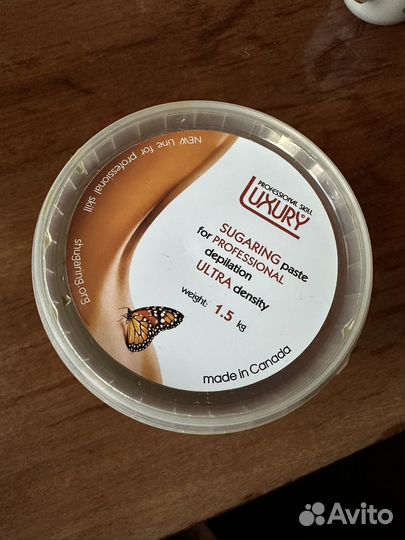 NEW Line for professional skill
shugaring.org
PROFESSIONAL SKILL
LUXURY®
SUGARING paste
for PROFESSIONAL
depilation
ULTRA density
weight: 1.5 kg
made in Canada
Avito